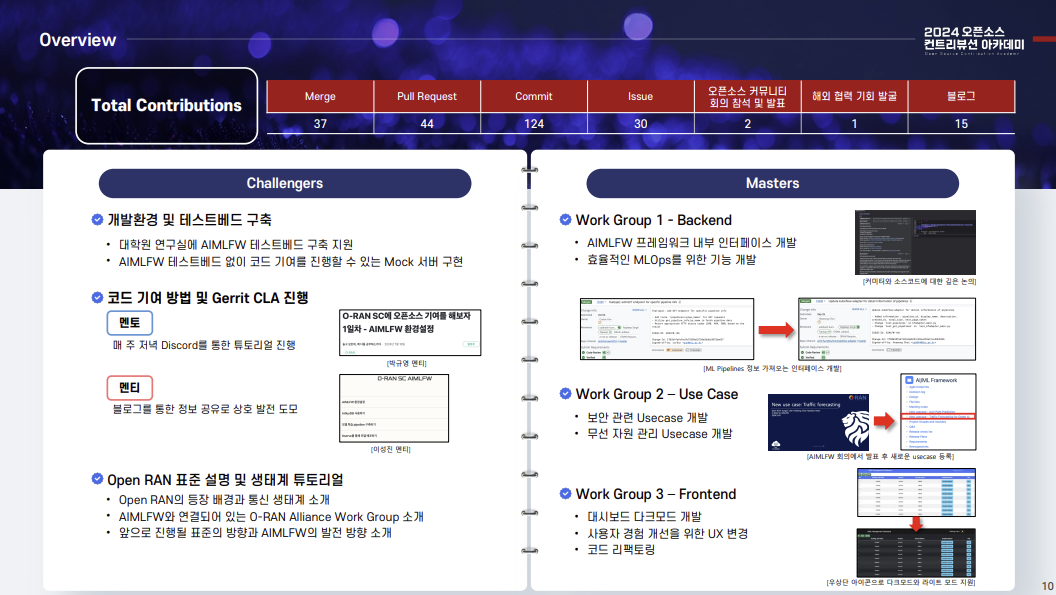 Overview
2024 오픈소스
컨트리뷰션 아카데미
Open Source Contribution Academy
Total Contributions
Merge
Pull Request
Commit
Issue
오픈소스 커뮤니티
회의 참석 및 발표
해외 협력 기회 발굴
블로그
37
44
124
30
2
1
15
Challengers
개발환경 및 테스트베드 구축
• 대학원 연구실에 AIMLFW 테스트베드 구축 지원
• AIMLFW 테스트베드 없이 코드 기여를 진행할 수 있는 Mock 서버 구현
코드 기여 방법 및 Gerrit CLA 진행
멘토
매 주 저녁 Discord를 통한 튜토리얼 진행
O-RAN SC에 오픈소스 기여를 해보자
1일차 - AIMLFW 환경설정
[박규영 멘티]
멘티
블로그를 통한 정보 공유로 상호 발전 도모
O-RAN SC AIMLFW
[이성진 멘티]
Open RAN 표준 설명 및 생태계 튜토리얼
• Open RAN의 등장 배경과 통신 생태계 소개
• AIMLFW와 연결되어 있는 O-RAN Alliance Work Group 소개
• 앞으로 진행될 표준의 방향과 AIMLFW의 발전 방향 소개
Masters
Work Group 1 - Backend
• AIMLFW 프레임워크 내부 인터페이스 개발
• 효율적인 MLOps를 위한 기능 개발
[커미터와 소스코드에 대한 깊은 논의]
[ML Pipelines 정보 가져오는 인터페이스 개발]
Work Group 2 – Use Case
• 보안 관련 Usecase 개발
• 무선 자원 관리 Usecase 개발
New use case: Traffic forecasting
O-RAN
AI/ML Framework
[AIMLFW 회의에서 발표 후 새로운 usecase 등록]
Work Group 3 – Frontend
• 대시보드 다크모드 개발
• 사용자 경험 개선을 위한 UX 변경
• 코드 리팩토링
[우상단 아이콘으로 다크모드와 라이트 모드 지원]
10